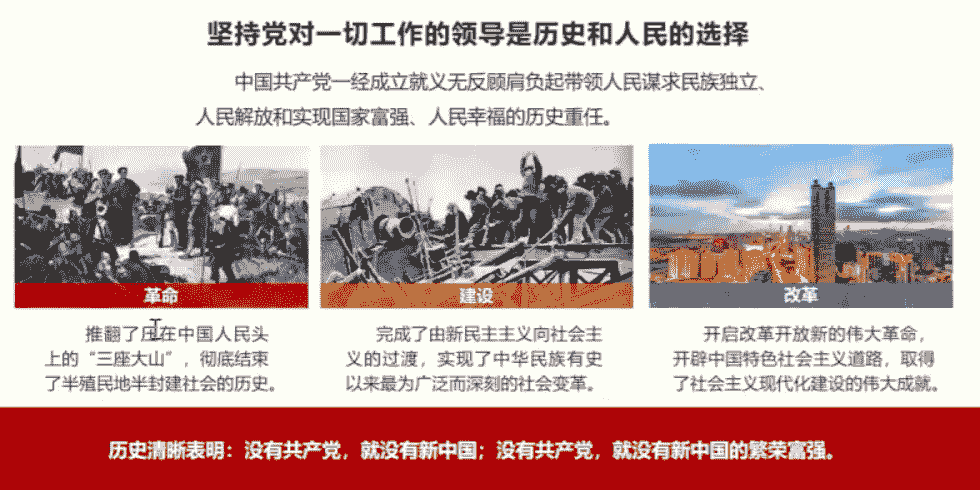 坚持党对一切工作的领导是历史和人民的选择
中国共产党一经成立就义无反顾肩负起带领人民谋求民族独立、
人民解放和实现国家富强、人民幸福的历史重任。
革命
推翻了压在中国人民头
上的“三座大山”，彻底结束
了半殖民地半封建社会的历史。
建设
完成了由新民主主义向社会主
义的过渡，实现了中华民族有史
以来最为广泛而深刻的社会变革。
改革
开启改革开放新的伟大革命，
开辟中国特色社会主义道路，取得
了社会主义现代化建设的伟大成就。
历史清晰表明：没有共产党，就没有新中国；没有共产党，就没有新中国的繁荣富强。